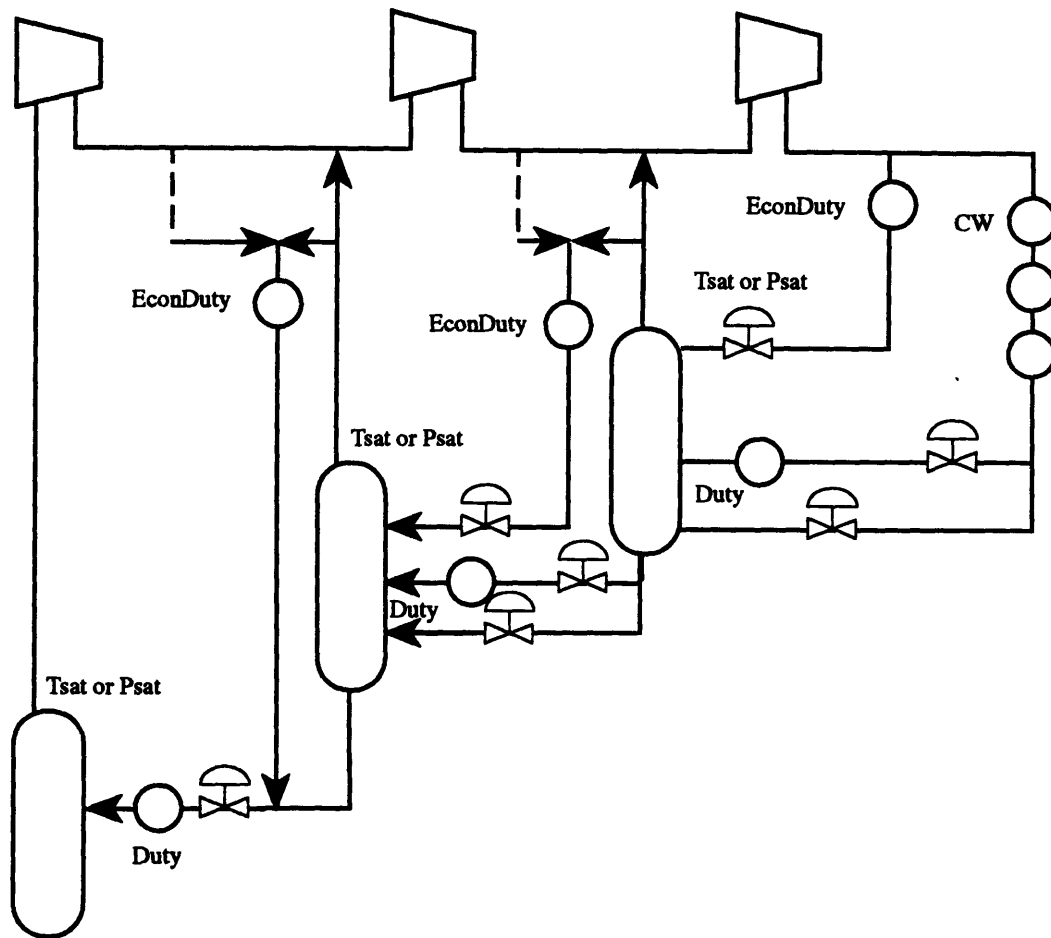 EconDuty
CW
Tsat or Psat
EconDuty
EconDuty
Tsat or Psat
Duty
Duty
Tsat or Psat
Duty